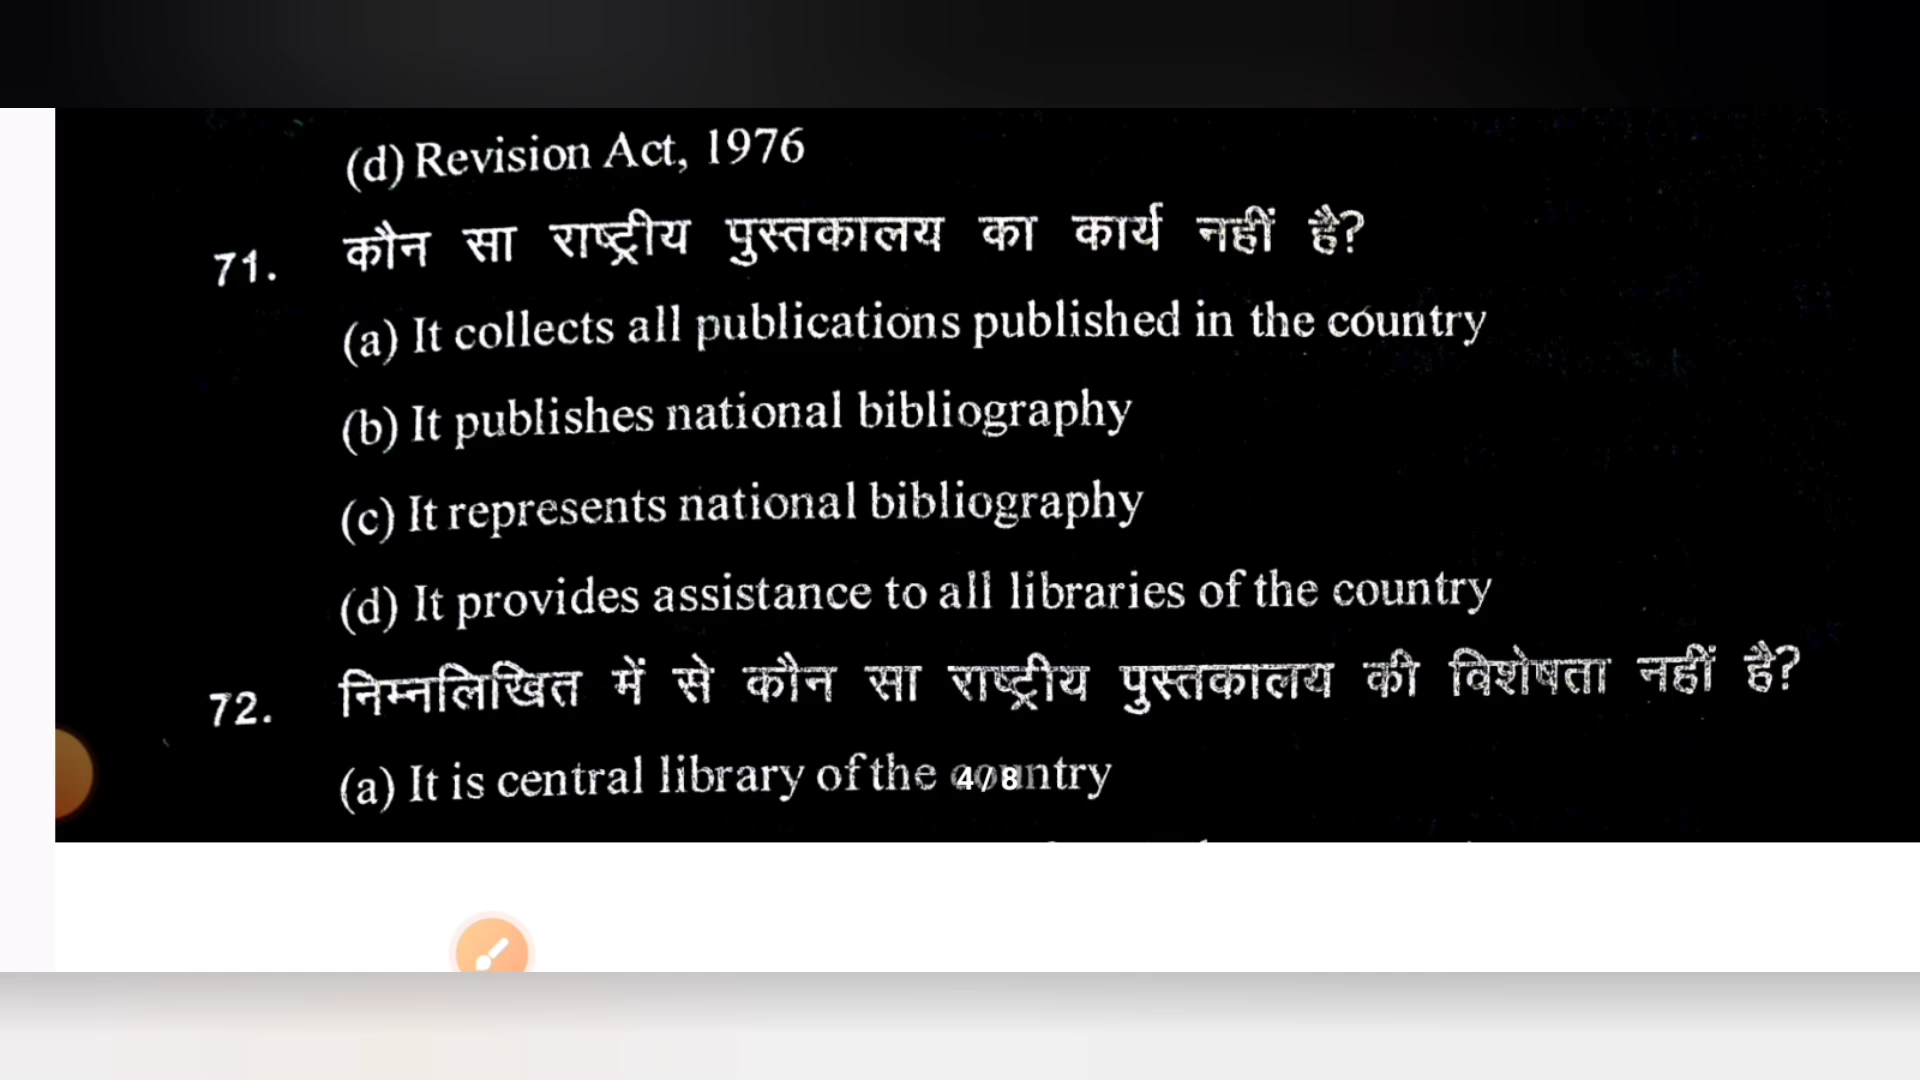 (d) Revision Act, 1976
71. कौन सा राष्ट्रीय पुस्तकालय का कार्य नहीं है?
(a) It collects all publications published in the country
(b) It publishes national bibliography
(c) It represents national bibliography
(d) It provides assistance to all libraries of the country
72. निम्नलिखित में से कौन सा राष्ट्रीय पुस्तकालय की विशेषता नहीं है?
(a) It is central library of the country
4 / 8